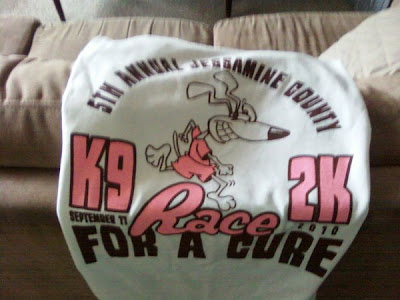 5TH ANNUAL JESSAMINE COUNTY
K9 2K
SEPTEMBER 11 Race 2010
FOR A CURE